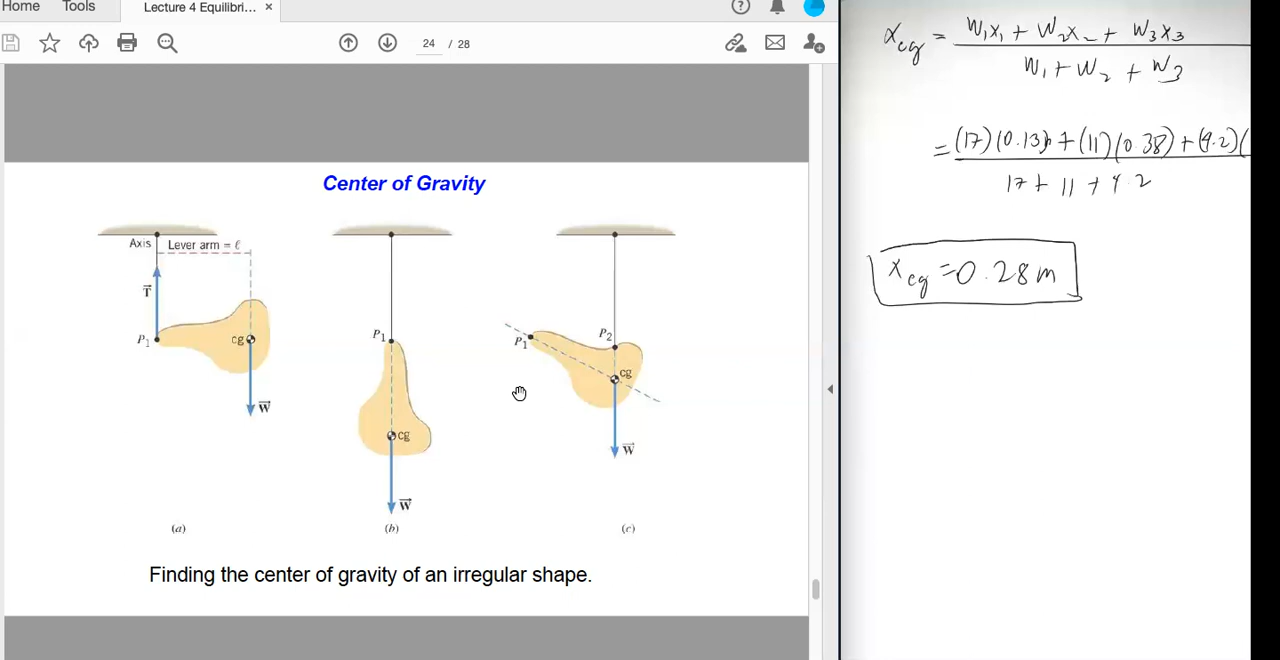 Home Tools Lecture 4 Equilibri... ×
24 / 28
Center of Gravity
Axis Lever arm = ℓ
T
P1
cg
W
(a)
P1
cg
W
(b)
P1
P2
cg
W
(c)
Finding the center of gravity of an irregular shape.
xcg = W1x1 + W2x2 + W3x3
W1 + W2 + W3
= (17)(0.13) + (11)(0.38) + (4.2)(
17 + 11 + 4.2
xcg = 0.28 m